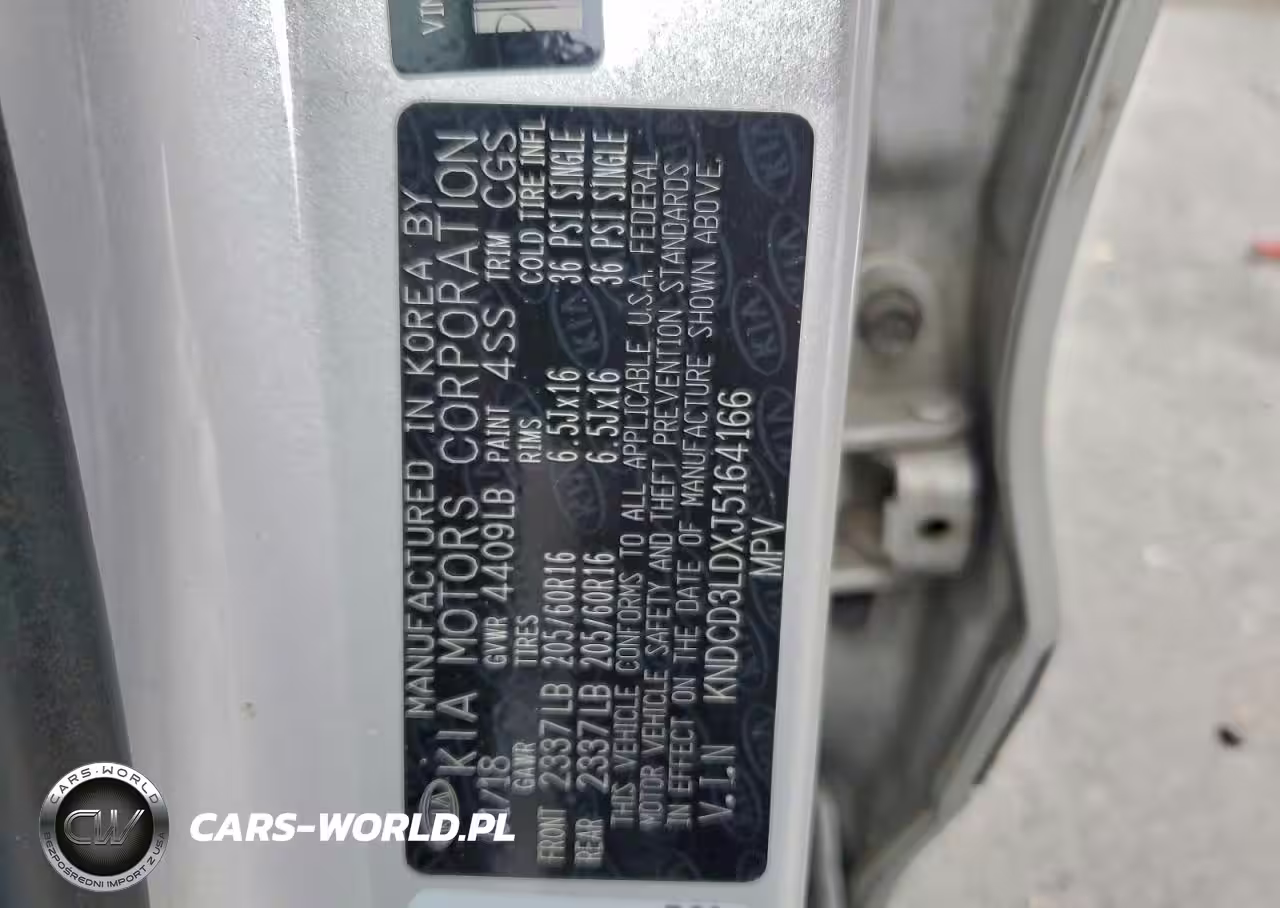 VIN
MANUFACTURED IN KOREA BY
KIA MOTORS CORPORATION
/18 GVWR 4409LB PAINT 4SS TRIM CGS
GAWR TIRES RIMS COLD TIRE INFL
FRONT 2337LB 205/60R16 6.5Jx16 36 PSI SINGLE
REAR 2337LB 205/60R16 6.5Jx16 36 PSI SINGLE
THIS VEHICLE CONFORMS TO ALL APPLICABLE U.S.A. FEDERAL
MOTOR VEHICLE SAFETY AND THEFT PREVENTION STANDARDS
IN EFFECT ON THE DATE OF MANUFACTURE SHOWN ABOVE.
V.I.N KNDCD3LDXJ5164166
MPV
CARS-WORLD
CW
BEZPOŚREDNI IMPORT Z USA
CARS-WORLD.PL